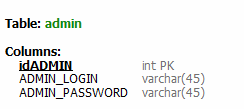 Table: admin
Columns:
idADMIN int PK
ADMIN_LOGIN varchar(45)
ADMIN_PASSWORD varchar(45)